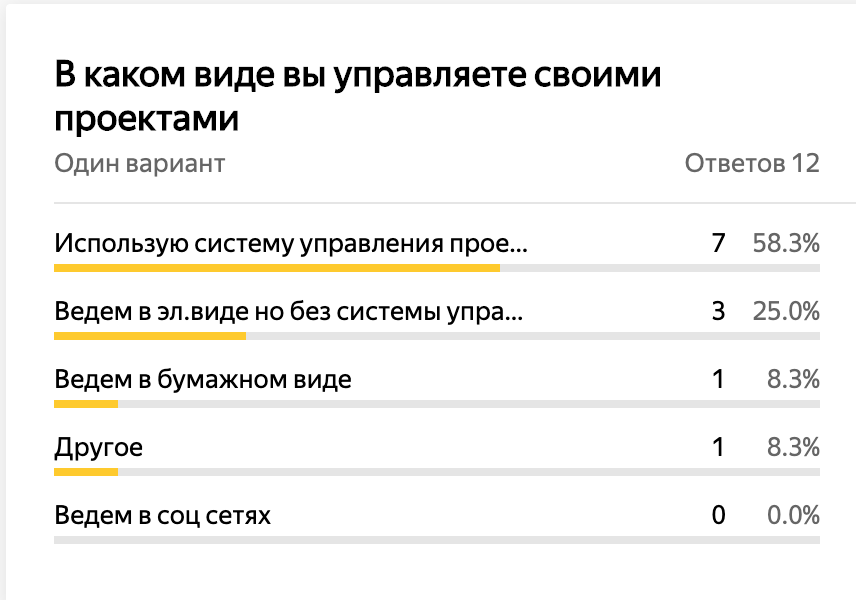 В каком виде вы управляете своими
проектами
Один вариант Ответов 12
Использую систему управления прое... 7 58.3%
Ведем в эл.виде но без системы упра... 3 25.0%
Ведем в бумажном виде 1 8.3%
Другое 1 8.3%
Ведем в соц сетях 0 0.0%